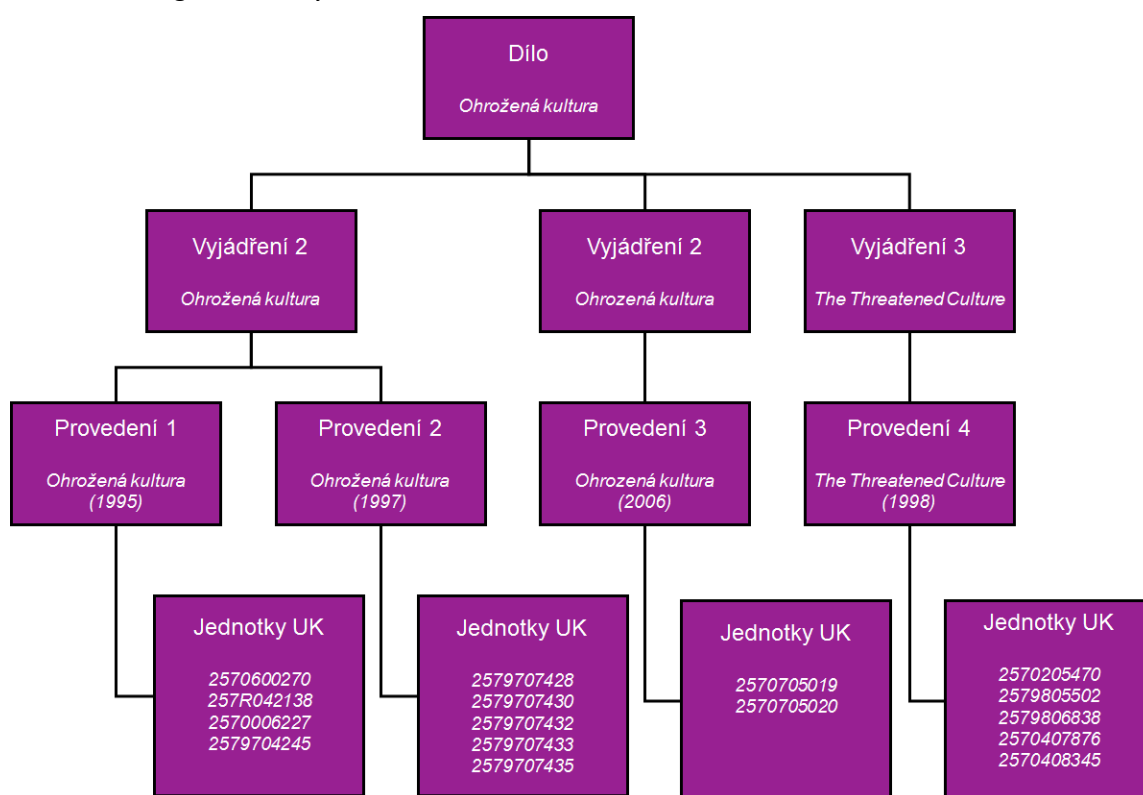 Dílo
Ohrožená kultura
Vyjádření 2
Ohrožená kultura
Vyjádření 2
Ohrozená kultura
Vyjádření 3
The Threatened Culture
Provedení 1
Ohrožená kultura
(1995)
Provedení 2
Ohrožená kultura
(1997)
Provedení 3
Ohrozená kultura
(2006)
Provedení 4
The Threatened Culture
(1998)
Jednotky UK
2570600270
257R042138
2570006227
2579704245
Jednotky UK
2579707428
2579707430
2579707432
2579707433
2579707435
Jednotky UK
2570705019
2570705020
Jednotky UK
2570205470
2579805502
2579806838
2570407876
2570408345